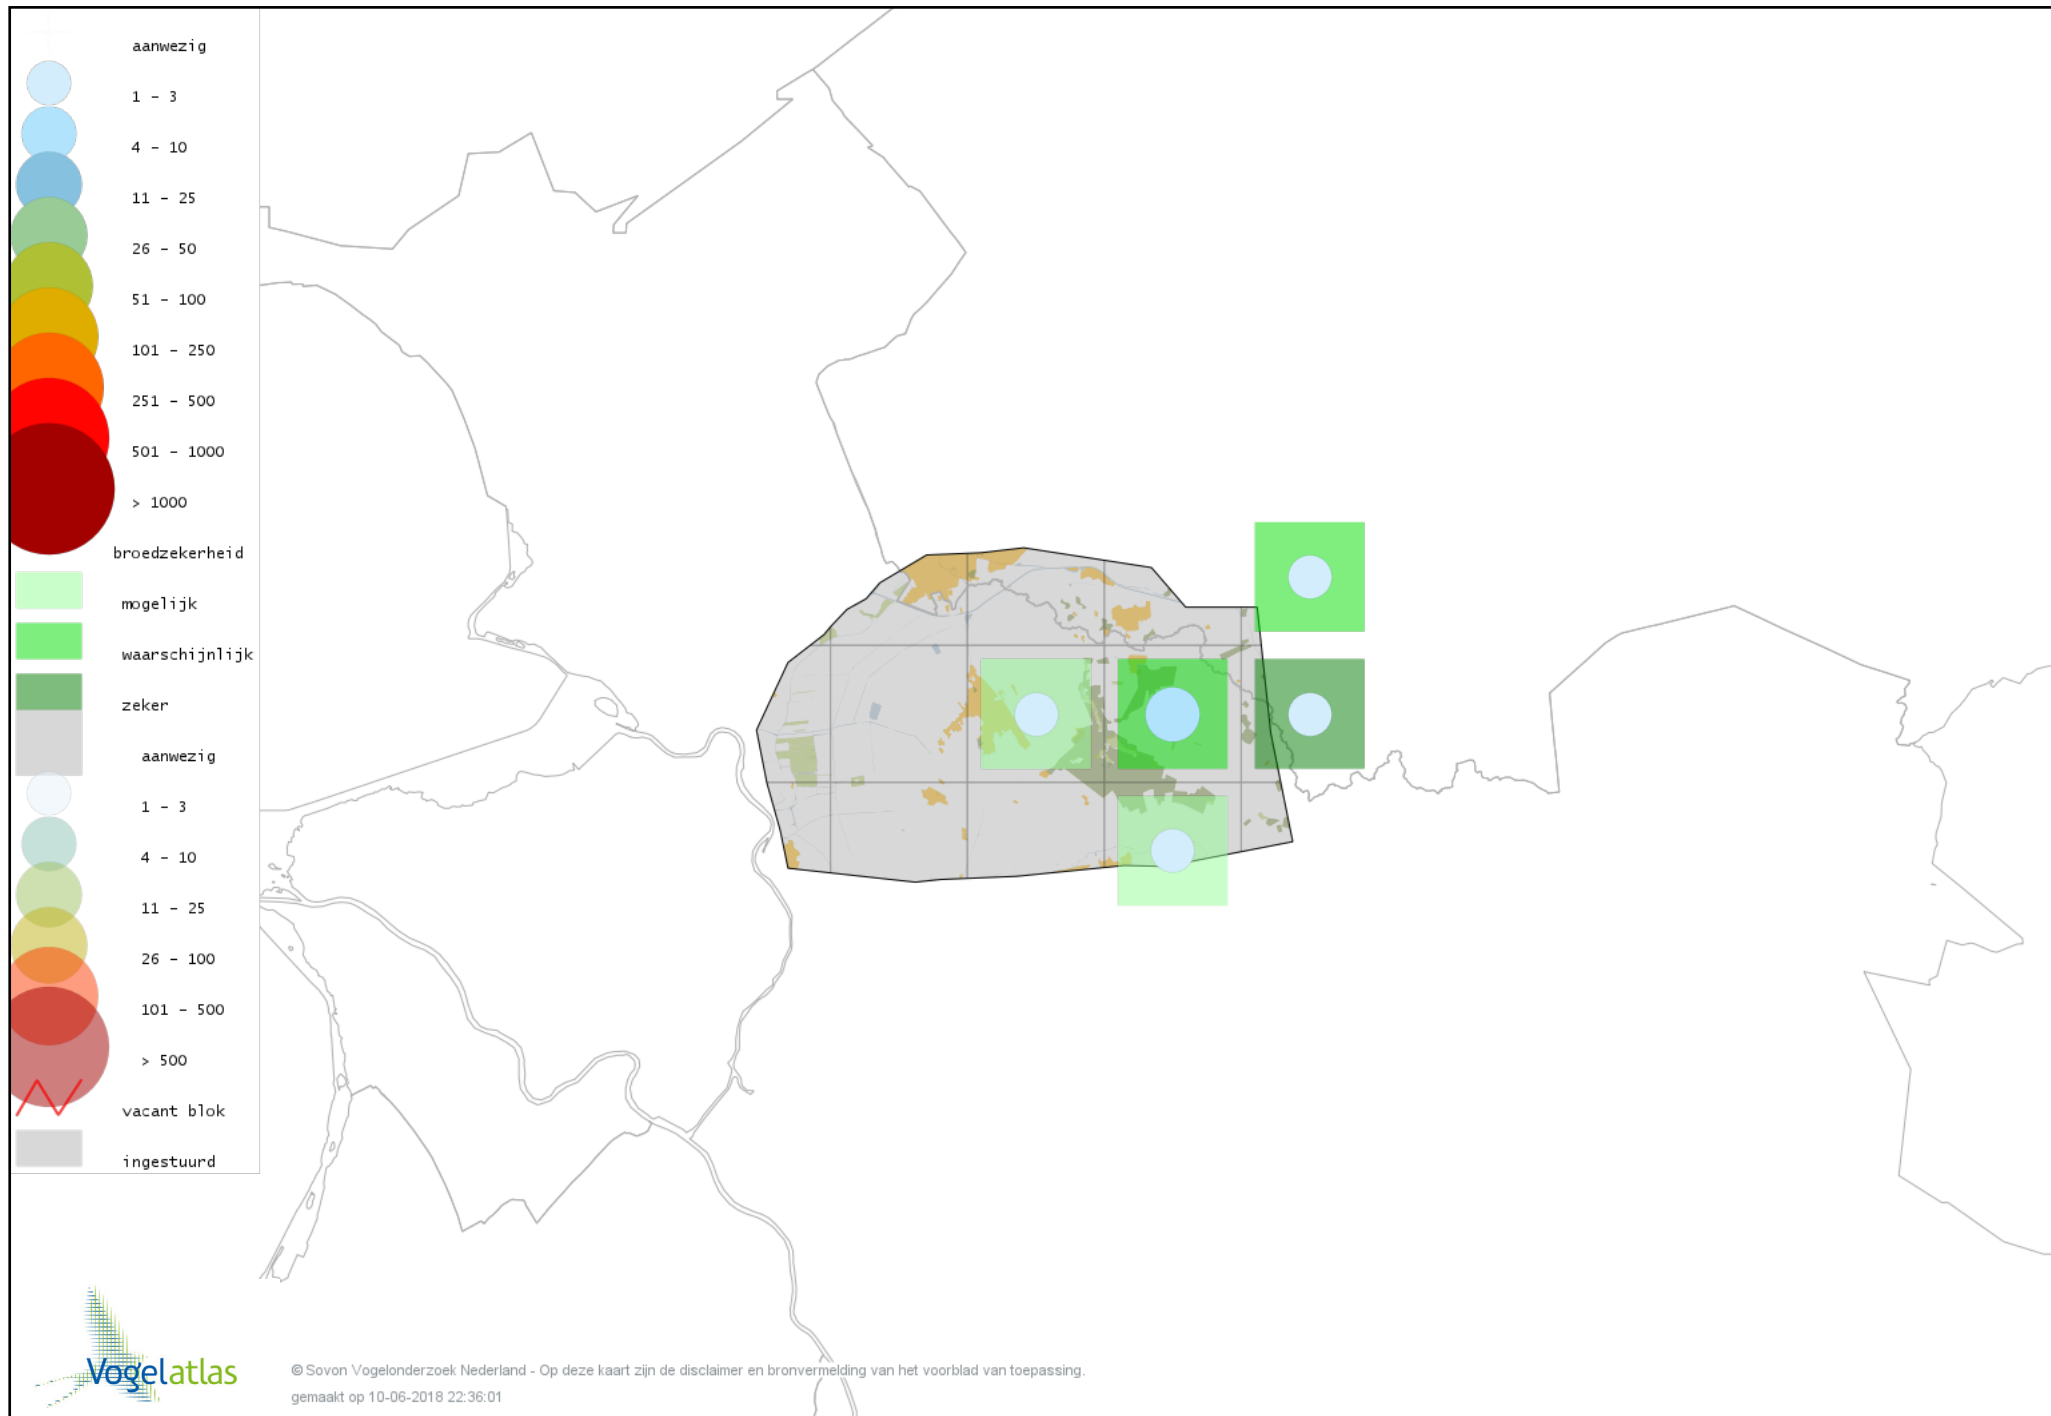 aanwezig
1 - 3
4 - 10
11 - 25
26 - 50
51 - 100
101 - 250
251 - 500
501 - 1000
> 1000
broedzekerheid
mogelijk
waarschijnlijk
zeker
aanwezig
1 - 3
4 - 10
11 - 25
26 - 100
101 - 500
> 500
vacant blok
ingestuurd
Vogelatlas
© Sovon Vogelonderzoek Nederland - Op deze kaart zijn de disclaimer en bronvermelding van het voorblad van toepassing.
gemaakt op 10-06-2018 22:36:01